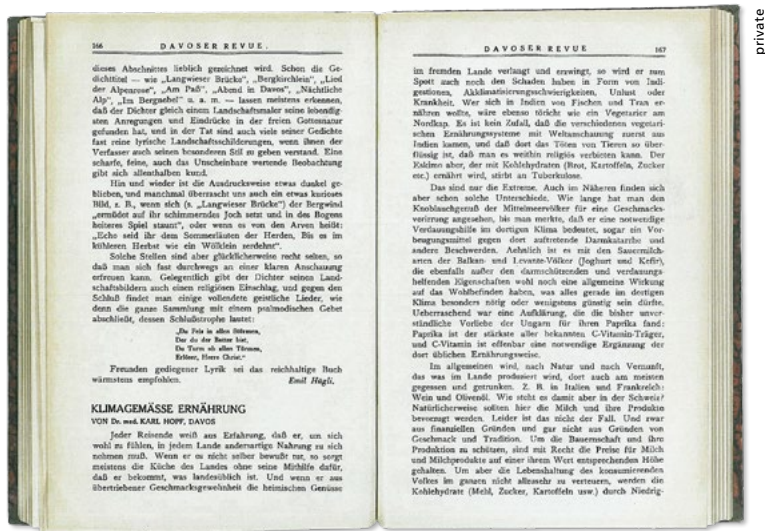 166 DAVOSER REVUE.
dieses Abschnittes lieblich gezeichnet wird. Schon die Ge-
dichttitel — wie „Langwieser Brücke", „Bergkirchlein", „Lied
der Alpenrose", „Am Paß", „Abend in Davos", „Nächtliche
Alp", „Im Bergnebel" u. a. m. — lassen meistens erkennen,
daß der Dichter gleich einem Landschaftsmaler seine lebendig-
sten Anregungen und Eindrücke in der freien Gottesnatur
gefunden hat, und in der Tat sind auch viele seiner Gedichte
fast reine lyrische Landschaftsschilderungen, wenn ihnen der
Verfasser auch seinen besonderen Stil zu geben verstand. Eine
scharfe, feine, auch das Unscheinbare wertende Beobachtung
gibt sich allenthalben kund.
Hin und wieder ist die Ausdrucksweise etwas dunkel ge-
blieben, und manchmal überrascht uns auch ein etwas kurioses
Bild, z. B., wenn sich (s. „Langwieser Brücke") der Bergwind
„ermüdet auf ihr schimmerndes Joch setzt und in des Bogens
heiteres Spiel staunt", oder wenn es von den Arven heißt:
„Echo seid ihr dem Sommerläuten der Herden, Bis es im
kühleren Herbst wie ein Wölklein zerdehnt".
Solche Stellen sind aber glücklicherweise recht selten, so
daß man sich fast durchwegs an einer klaren Anschauung
erfreuen kann. Gelegentlich gibt der Dichter seinen Land-
schaftsbildern auch einen religiösen Einschlag, und gegen den
Schluß findet man einige vollendete geistliche Lieder, wie
denn die ganze Sammlung mit einem psalmodischen Gebet
abschließt, dessen Schlußstrophe lautet:
„Du Fels in allen Stürmen,
Der du der Retter bist,
Du Turm ob allen Türmen,
Erlöser, Herre Christ."
Freunden gediegener Lyrik sei das reichhaltige Buch
wärmstens empfohlen. Emil Hügli.
KLIMAGEMÄSSE ERNÄHRUNG
VON Dr. med. KARL HOPF, DAVOS
Jeder Reisende weiß aus Erfahrung, daß er, um sich
wohl zu fühlen, in jedem Lande andersartige Nahrung zu sich
nehmen muß. Wenn er es nicht selber bewußt tut, so sorgt
meistens die Küche des Landes ohne seine Mithilfe dafür,
daß er bekommt, was landesüblich ist. Und wenn er aus
übertriebener Geschmacksgewohnheit die heimischen Genüsse
DAVOSER REVUE 167
im fremden Lande verlangt und erzwingt, so wird er zum
Spott auch noch den Schaden haben in Form von Indi-
gestionen, Akklimatisierungsschwierigkeiten, Unlust oder
Krankheit. Wer sich in Indien von Fischen und Tran er-
nähren wollte, wäre ebenso töricht wie ein Vegetarier am
Nordkap. Es ist kein Zufall, daß die verschiedenen vegetari-
schen Ernährungssysteme mit Weltanschauung zuerst aus
Indien kamen, und daß dort das Töten von Tieren so über-
flüssig ist, daß man es weithin religiös verbieten kann. Der
Eskimo aber, der mit Kohlehydraten (Brot, Kartoffeln, Zucker
etc.) ernährt wird, stirbt an Tuberkulose.
Das sind nur die Extreme. Auch im Näheren finden sich
aber schon solche Unterschiede. Wie lange hat man den
Knoblauchgenuß der Mittelmeervölker für eine Geschmacks-
verirrung angesehen, bis man merkte, daß er eine notwendige
Verdauungshilfe im dortigen Klima bedeutet, sogar ein Vor-
beugungsmittel gegen dort auftretende Darmkatarrhe und
andere Beschwerden. Aehnlich ist es mit den Sauermilch-
arten der Balkan- und Levante-Völker (Joghurt und Kefir),
die ebenfalls außer den darmschützenden und verdauungs-
helfenden Eigenschaften wohl noch eine allgemeine Wirkung
auf das Wohlbefinden haben, was alles gerade im dortigen
Klima besonders nötig oder wenigstens günstig sein dürfte.
Ueberraschend war eine Aufklärung, die die bisher unver-
ständliche Vorliebe der Ungarn für ihren Paprika fand:
Paprika ist der stärkste aller bekannten C-Vitamin-Träger,
und C-Vitamin ist offenbar eine notwendige Ergänzung der
dort üblichen Ernährungsweise.
Im allgemeinen wird, nach Natur und nach Vernunft,
das was im Lande produziert wird, dort auch am meisten
gegessen und getrunken. Z. B. in Italien und Frankreich:
Wein und Olivenöl. Wie steht es damit aber in der Schweiz?
Natürlicherweise sollten hier die Milch und ihre Produkte
bevorzugt werden. Leider ist das nicht der Fall. Und zwar
aus finanziellen Gründen und gar nicht aus Gründen von
Geschmack und Tradition. Um die Bauernschaft und ihre
Produktion zu schützen, sind mit Recht die Preise für Milch
und Milchprodukte auf einer ihrem Wert entsprechenden Höhe
gehalten. Um aber die Lebenshaltung des konsumierenden
Volkes im ganzen nicht allzusehr zu verteuern, werden die
Kohlehydrate (Mehl, Zucker, Kartoffeln usw.) durch Niedrig-
private